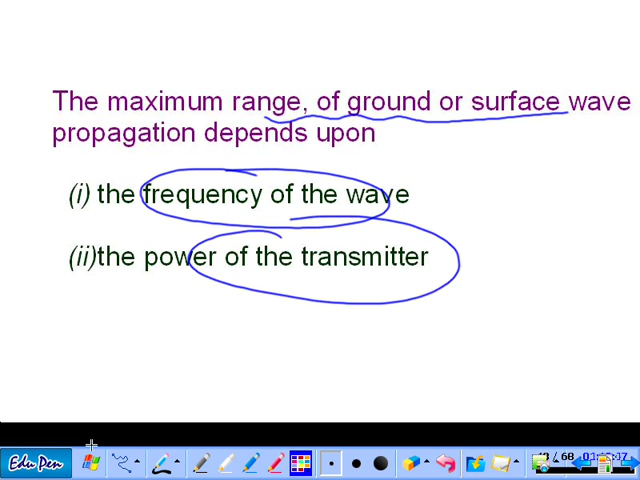 The maximum range, of ground or surface wave
propagation depends upon
(i) the frequency of the wave
(ii)the power of the transmitter
Edu Pen
/ 68